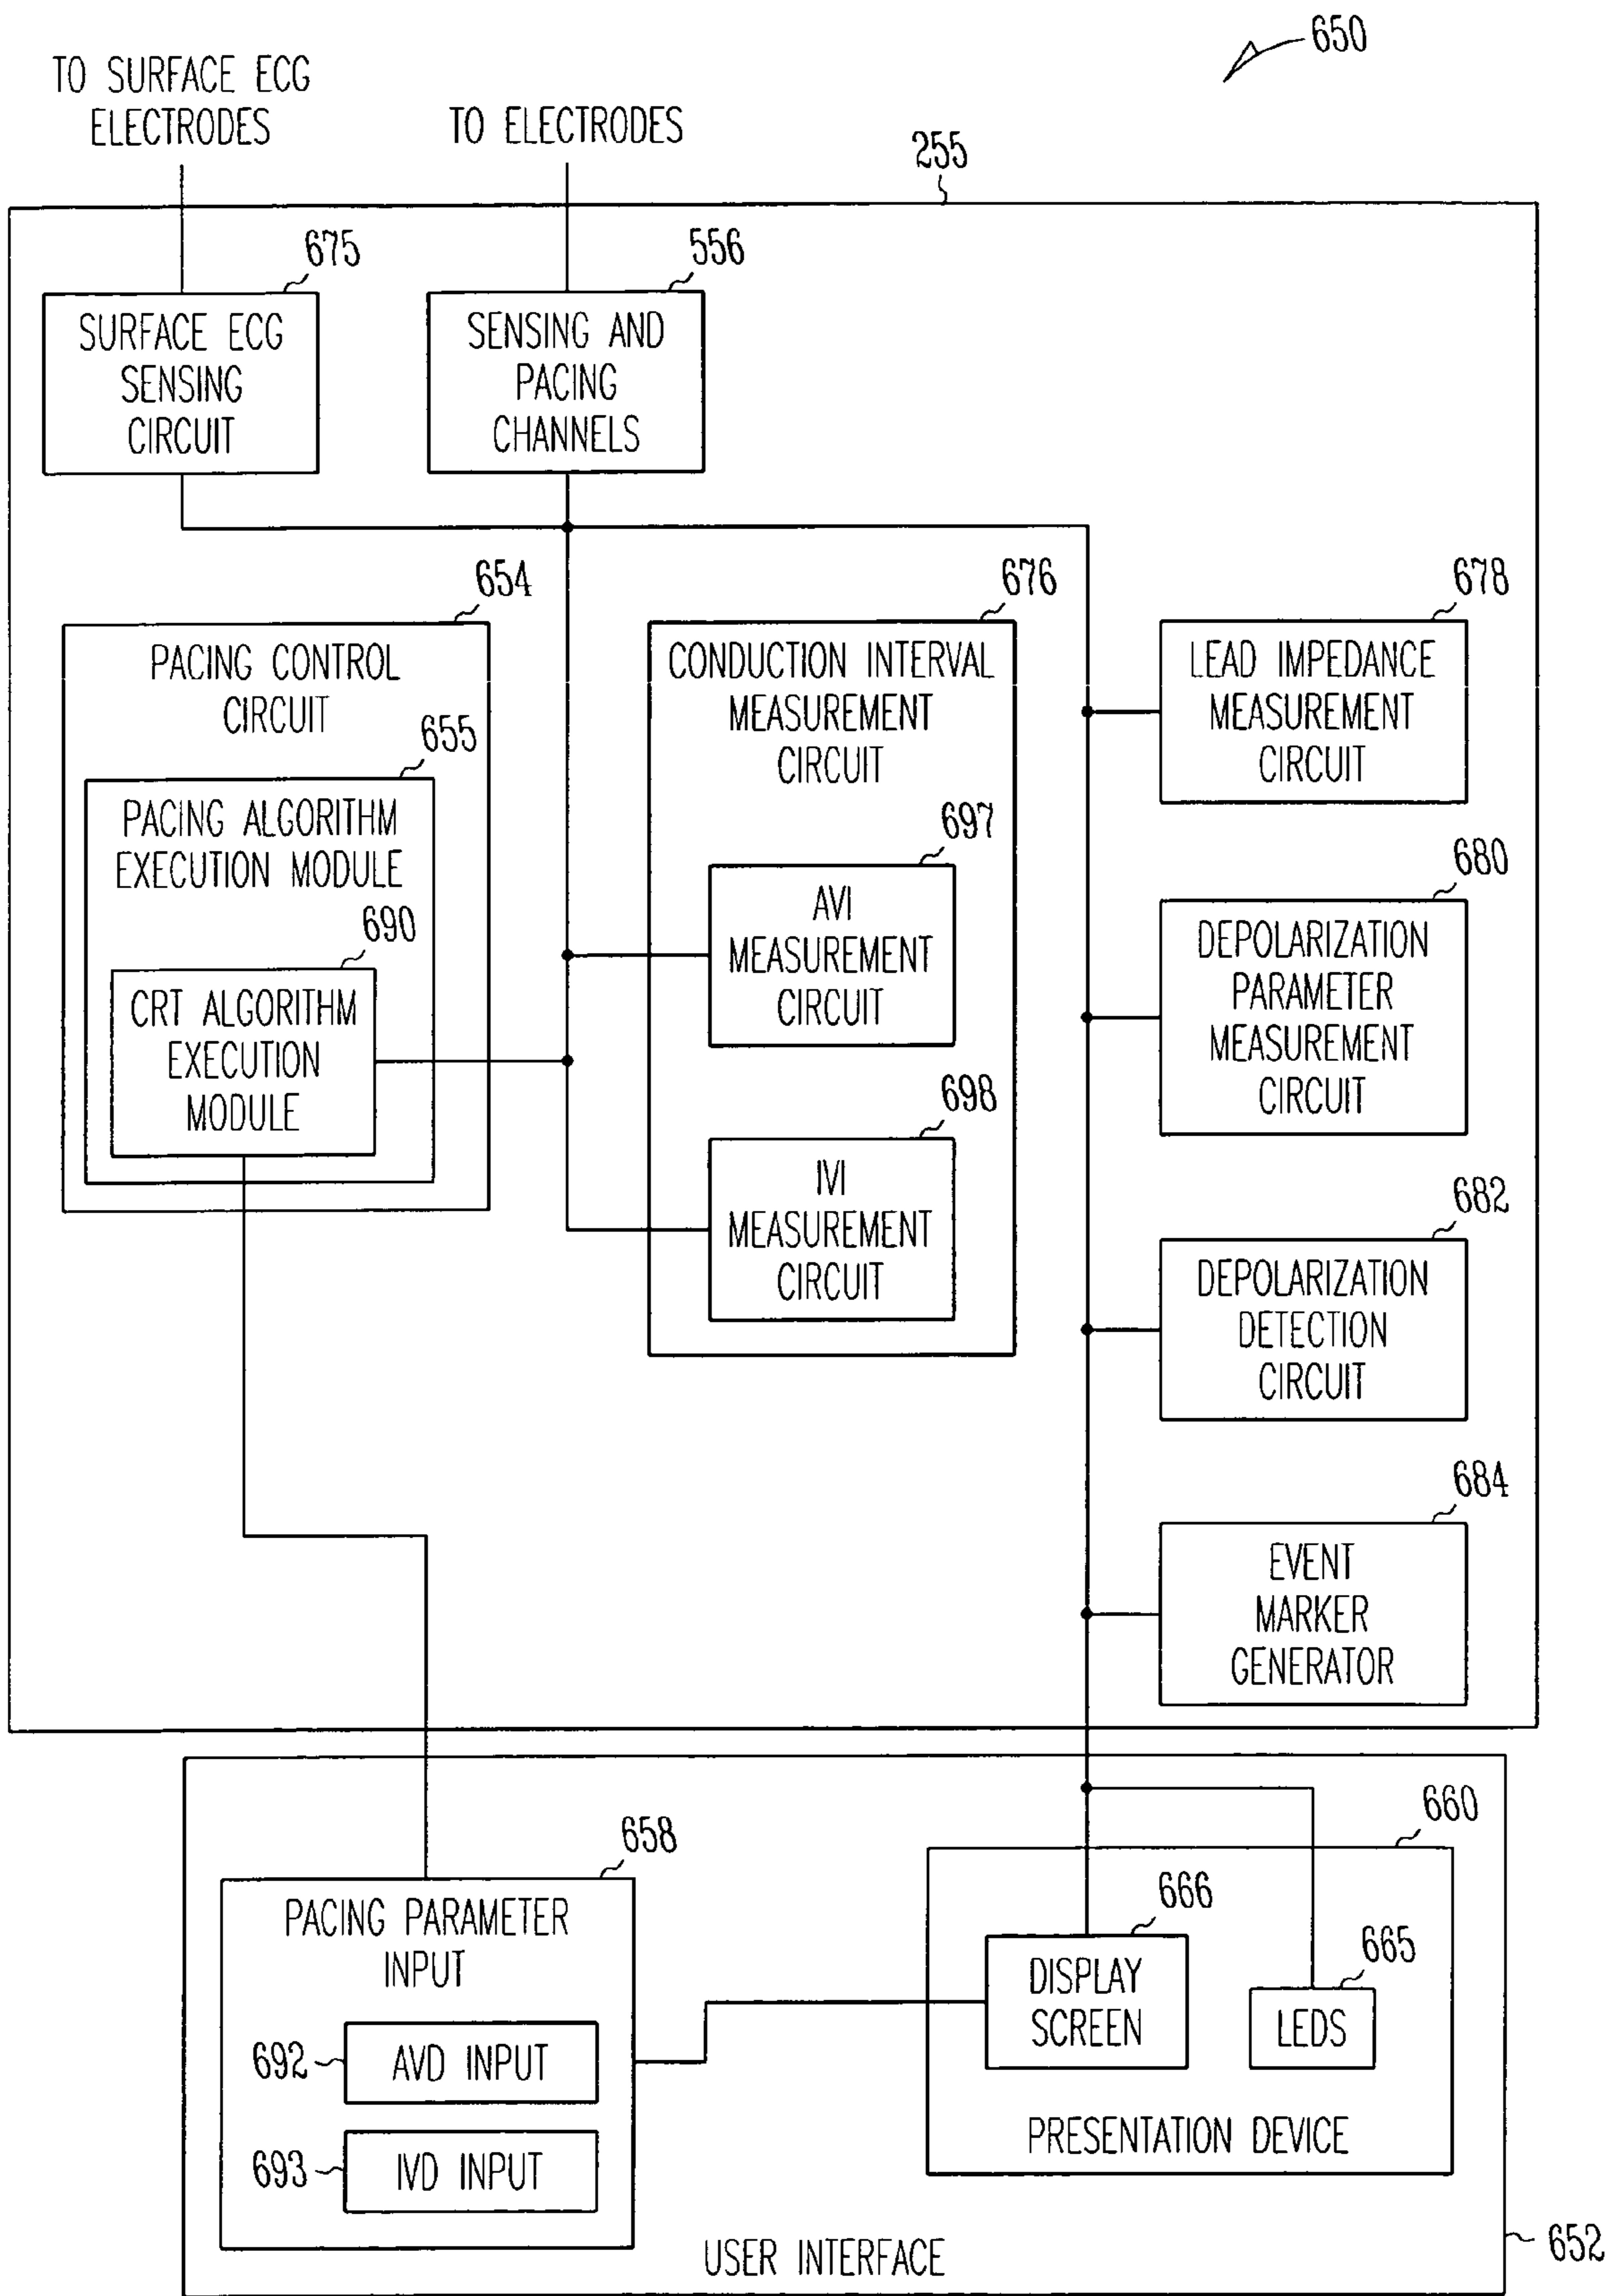 650
TO SURFACE ECG
ELECTRODES
TO ELECTRODES
255
675
SURFACE ECG
SENSING
CIRCUIT
556
SENSING AND
PACING
CHANNELS
654
PACING CONTROL
CIRCUIT
655
PACING ALGORITHM
EXECUTION MODULE
690
CRT ALGORITHM
EXECUTION
MODULE
676
CONDUCTION INTERVAL
MEASUREMENT
CIRCUIT
697
AVI
MEASUREMENT
CIRCUIT
698
IVI
MEASUREMENT
CIRCUIT
678
LEAD IMPEDANCE
MEASUREMENT
CIRCUIT
680
DEPOLARIZATION
PARAMETER
MEASUREMENT
CIRCUIT
682
DEPOLARIZATION
DETECTION
CIRCUIT
684
EVENT
MARKER
GENERATOR
658
PACING PARAMETER
INPUT
692
AVD INPUT
693
IVD INPUT
660
666
DISPLAY
SCREEN
665
LEDS
PRESENTATION DEVICE
USER INTERFACE
652